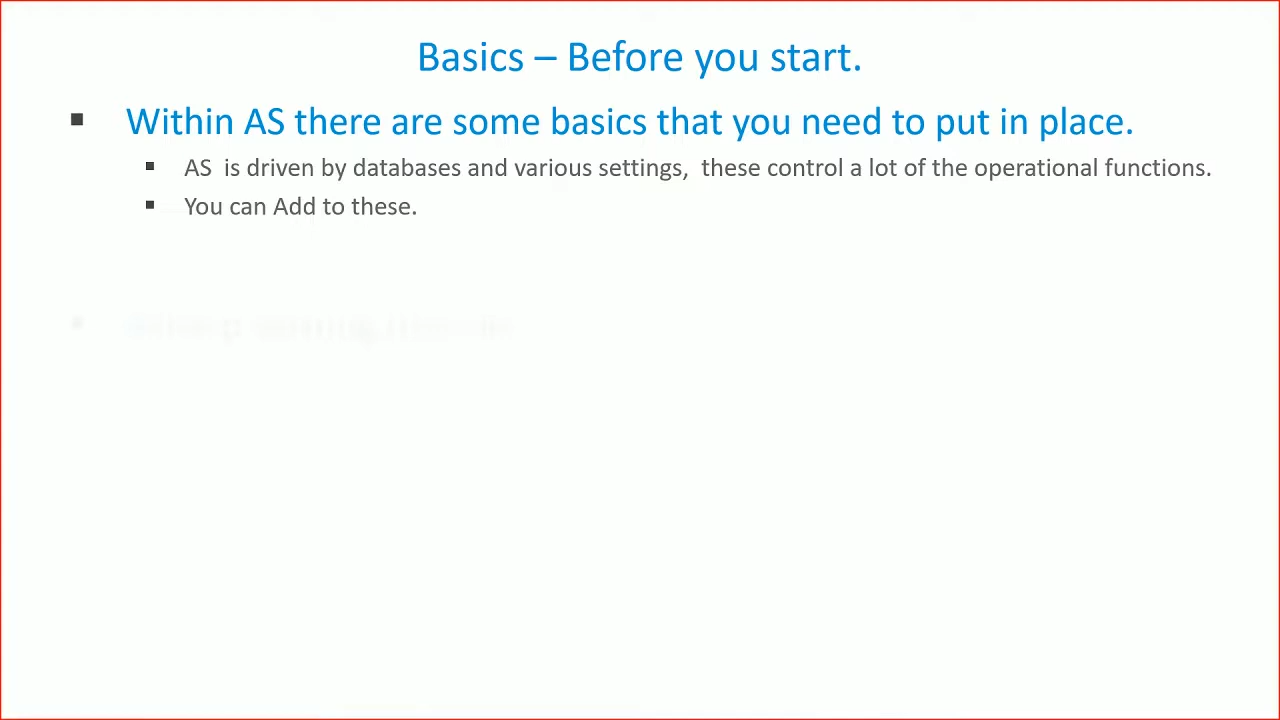 Basics – Before you start.
Within AS there are some basics that you need to put in place.
AS is driven by databases and various settings, these control a lot of the operational functions.
You can Add to these.